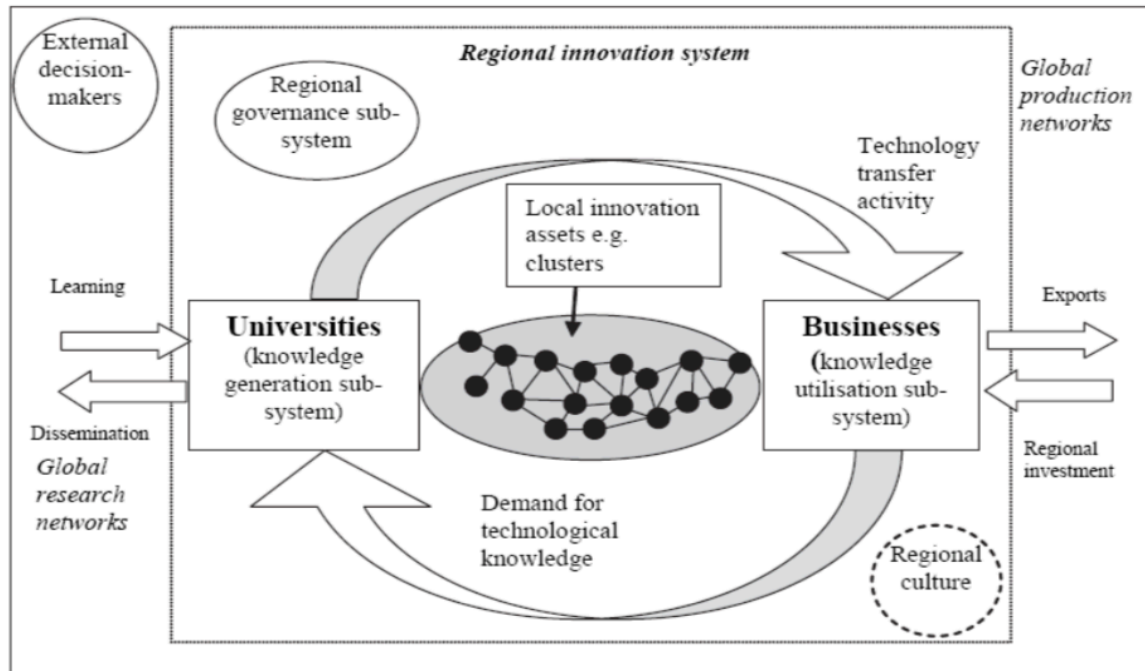 External
decision-
makers
Regional innovation system
Regional
governance sub-
system
Global
production
networks
Technology
transfer
activity
Local innovation
assets e.g.
clusters
Learning
Universities
(knowledge
generation sub-
system)
Businesses
(knowledge
utilisation sub-
system)
Exports
Dissemination
Global
research
networks
Regional
investment
Demand for
technological
knowledge
Regional
culture